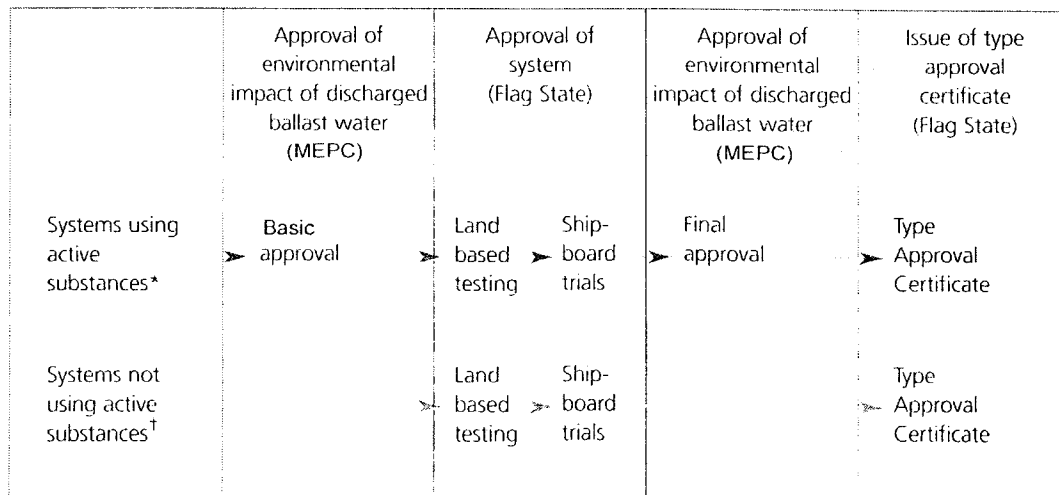 Approval of
environmental
impact of discharged
ballast water
(MEPC)
Approval of
system
(Flag State)
Approval of
environmental
impact of discharged
ballast water
(MEPC)
Issue of type
approval
certificate
(Flag State)
Systems using
active
substances*
Basic
approval
Land
based
testing
Ship-
board
trials
Final
approval
Type
Approval
Certificate
Systems not
using active
substances†
Land
based
testing
Ship-
board
trials
Type
Approval
Certificate